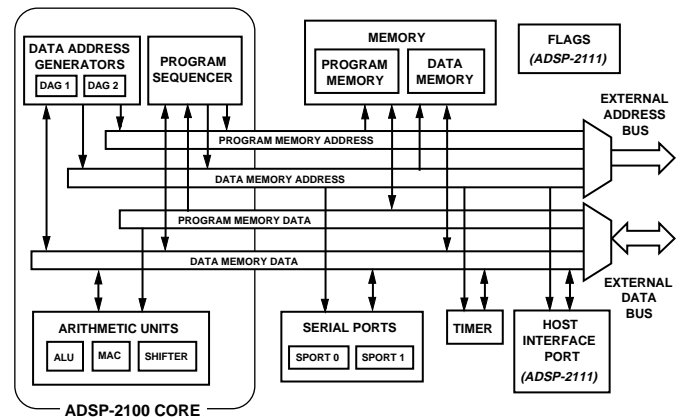 DATA ADDRESS
GENERATORS
DAG 1
DAG 2
PROGRAM
SEQUENCER
MEMORY
PROGRAM
MEMORY
DATA
MEMORY
FLAGS
(ADSP-2111)
EXTERNAL
ADDRESS
BUS
PROGRAM MEMORY ADDRESS
DATA MEMORY ADDRESS
PROGRAM MEMORY DATA
DATA MEMORY DATA
EXTERNAL
DATA
BUS
ARITHMETIC UNITS
ALU
MAC
SHIFTER
SERIAL PORTS
SPORT 0
SPORT 1
TIMER
HOST
INTERFACE
PORT
(ADSP-2111)
ADSP-2100 CORE